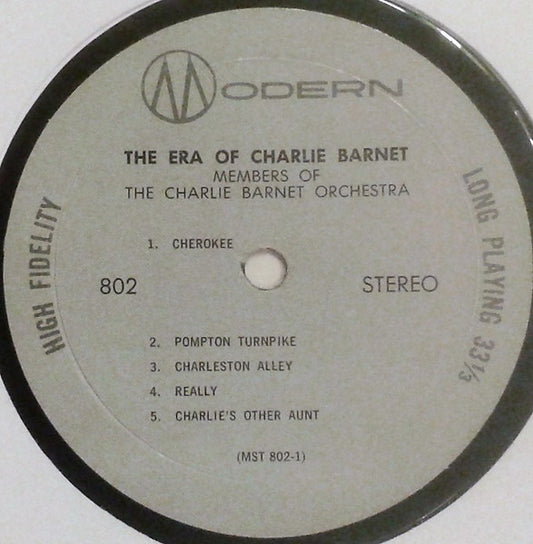 MODERN
THE ERA OF CHARLIE BARNET
MEMBERS OF
THE CHARLIE BARNET ORCHESTRA
1. CHEROKEE
HIGH FIDELITY
802
STEREO
LONG PLAYING 33⅓
2. POMPTON TURNPIKE
3. CHARLESTON ALLEY
4. REALLY
5. CHARLIE'S OTHER AUNT
(MST 802-1)